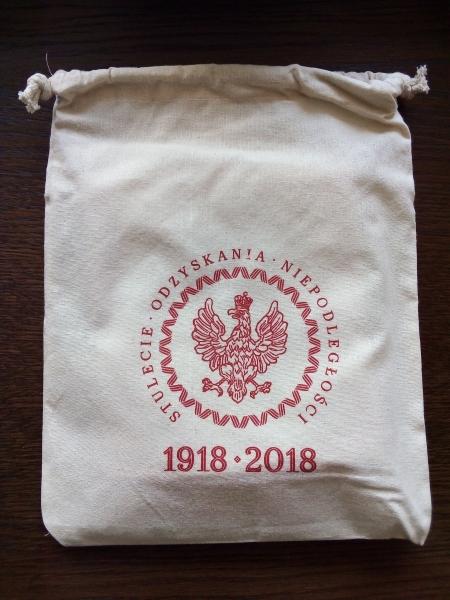 STULECIE · ODZYSKANIA · NIEPODLEGŁOŚCI
1918 · 2018